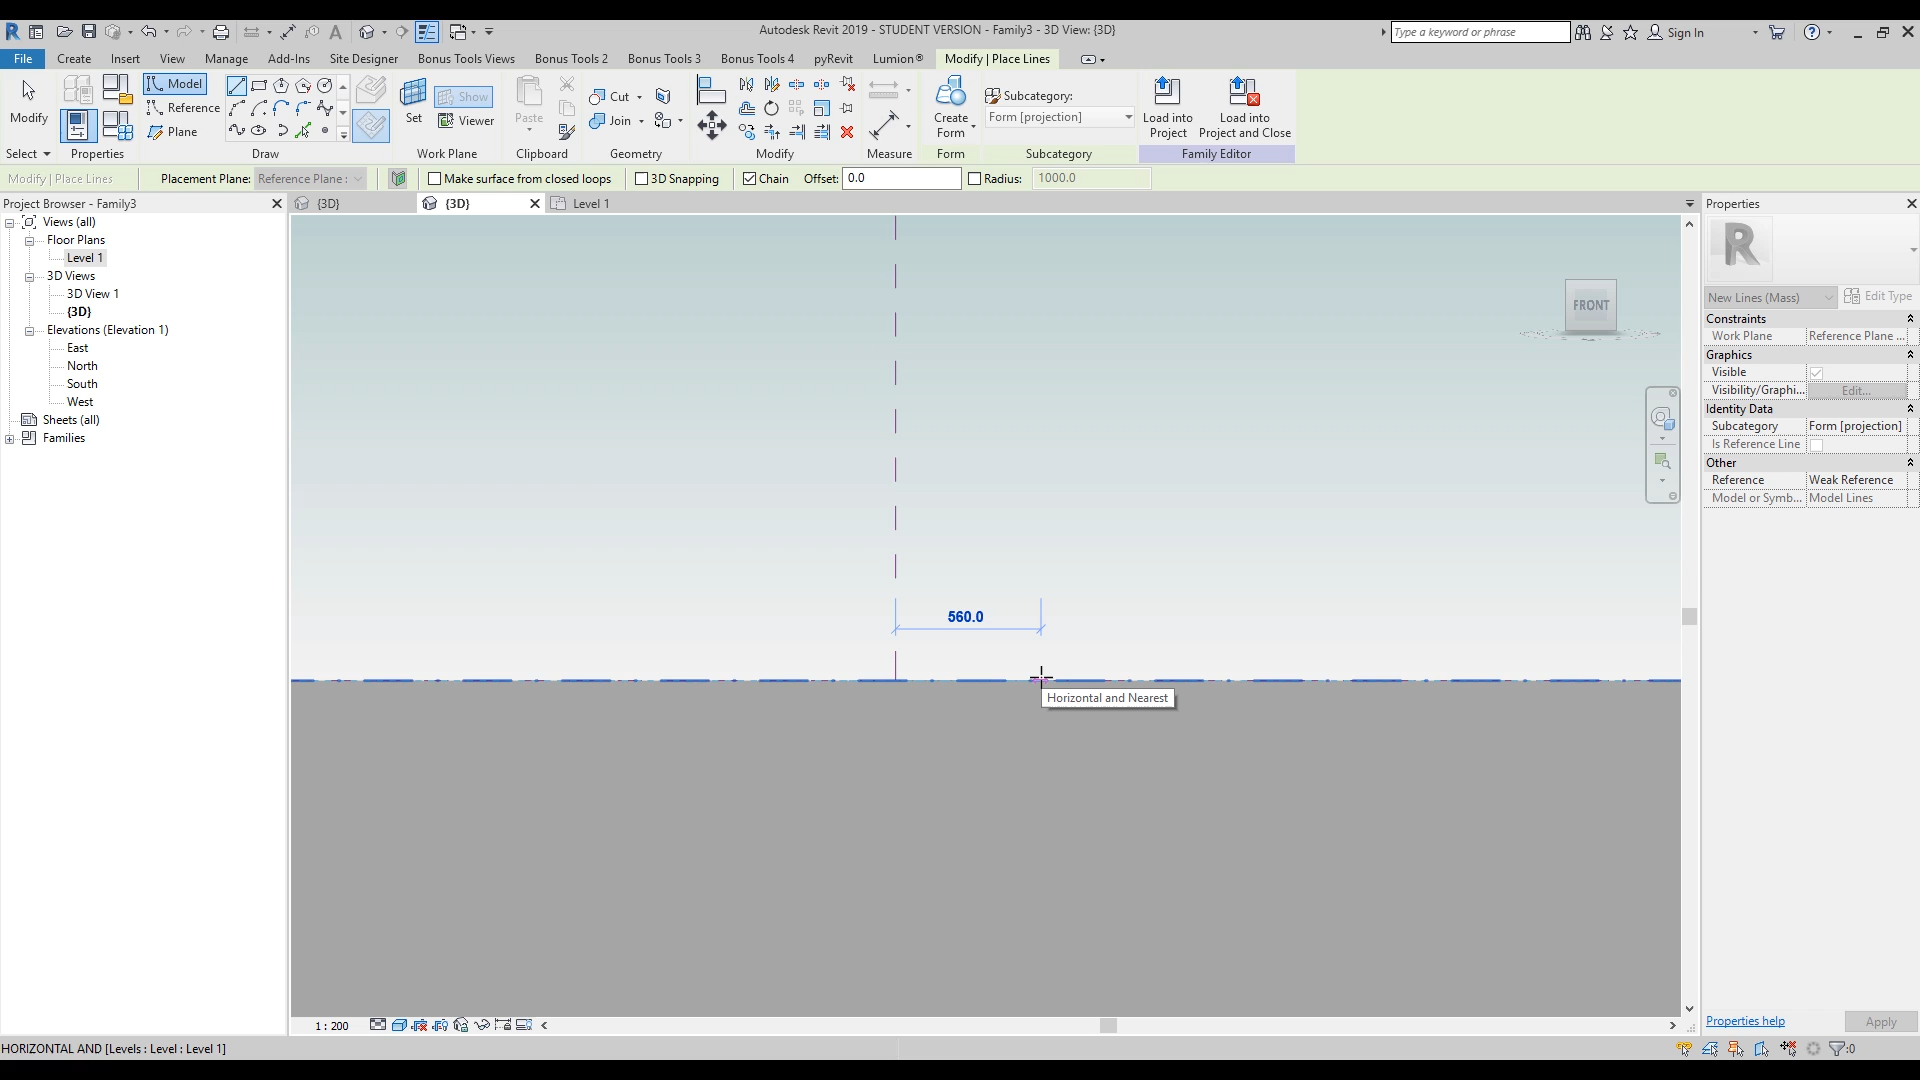 Autodesk Revit 2019 - STUDENT VERSION - Family3 - 3D View: {3D}
Type a keyword or phrase
Sign In
File Create Insert View Manage Add-Ins Site Designer Bonus Tools Views Bonus Tools 2 Bonus Tools 3 Bonus Tools 4 pyRevit Lumion® Modify | Place Lines
Modify
Model
Reference
Plane
Set
Show
Viewer
Paste
Cut
Join
Create
Form
Subcategory:
Form [projection]
Load into
Project
Load into
Project and Close
Select Properties Draw Work Plane Clipboard Geometry Modify Measure Form Subcategory Family Editor
Modify | Place Lines Placement Plane: Reference Plane : Make surface from closed loops 3D Snapping Chain Offset: 0.0 Radius: 1000.0
Project Browser - Family3
{3D} {3D} Level 1
Views (all)
Floor Plans
Level 1
3D Views
3D View 1
{3D}
Elevations (Elevation 1)
East
North
South
West
Sheets (all)
Families
FRONT
560.0
Horizontal and Nearest
Properties
R
New Lines (Mass) Edit Type
Constraints
Work Plane Reference Plane ...
Graphics
Visible
Visibility/Graphi... Edit...
Identity Data
Subcategory Form [projection]
Is Reference Line
Other
Reference Weak Reference
Model or Symb... Model Lines
Properties help Apply
1 : 200
HORIZONTAL AND [Levels : Level : Level 1]
:0